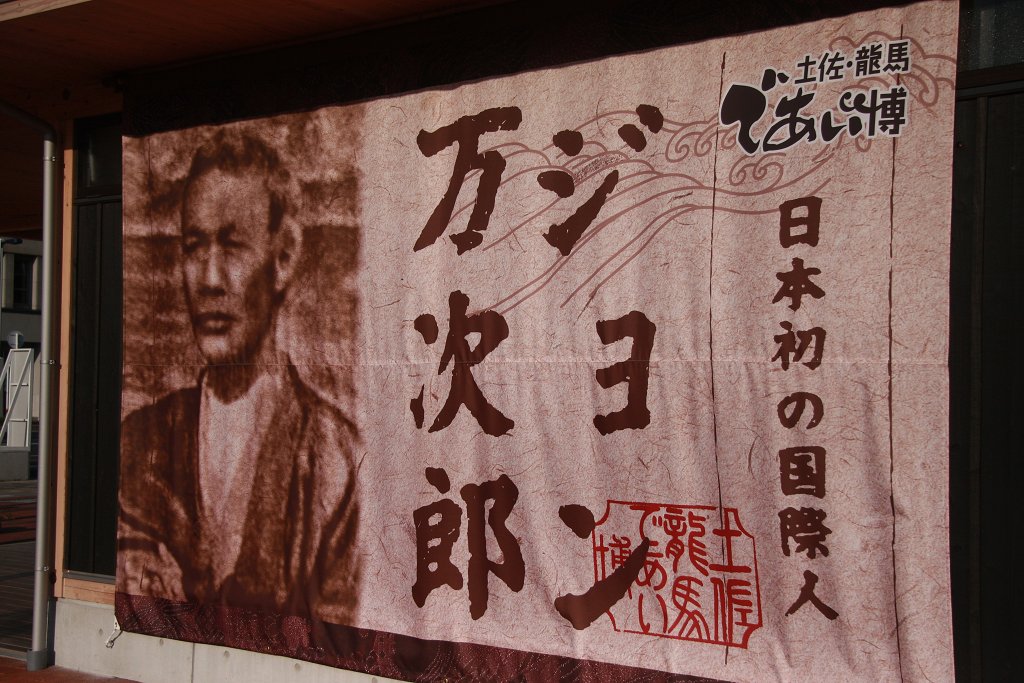 土佐・龍馬
であい博
日本初の国際人
ジョン
万次郎
土佐
龍馬
であい
博